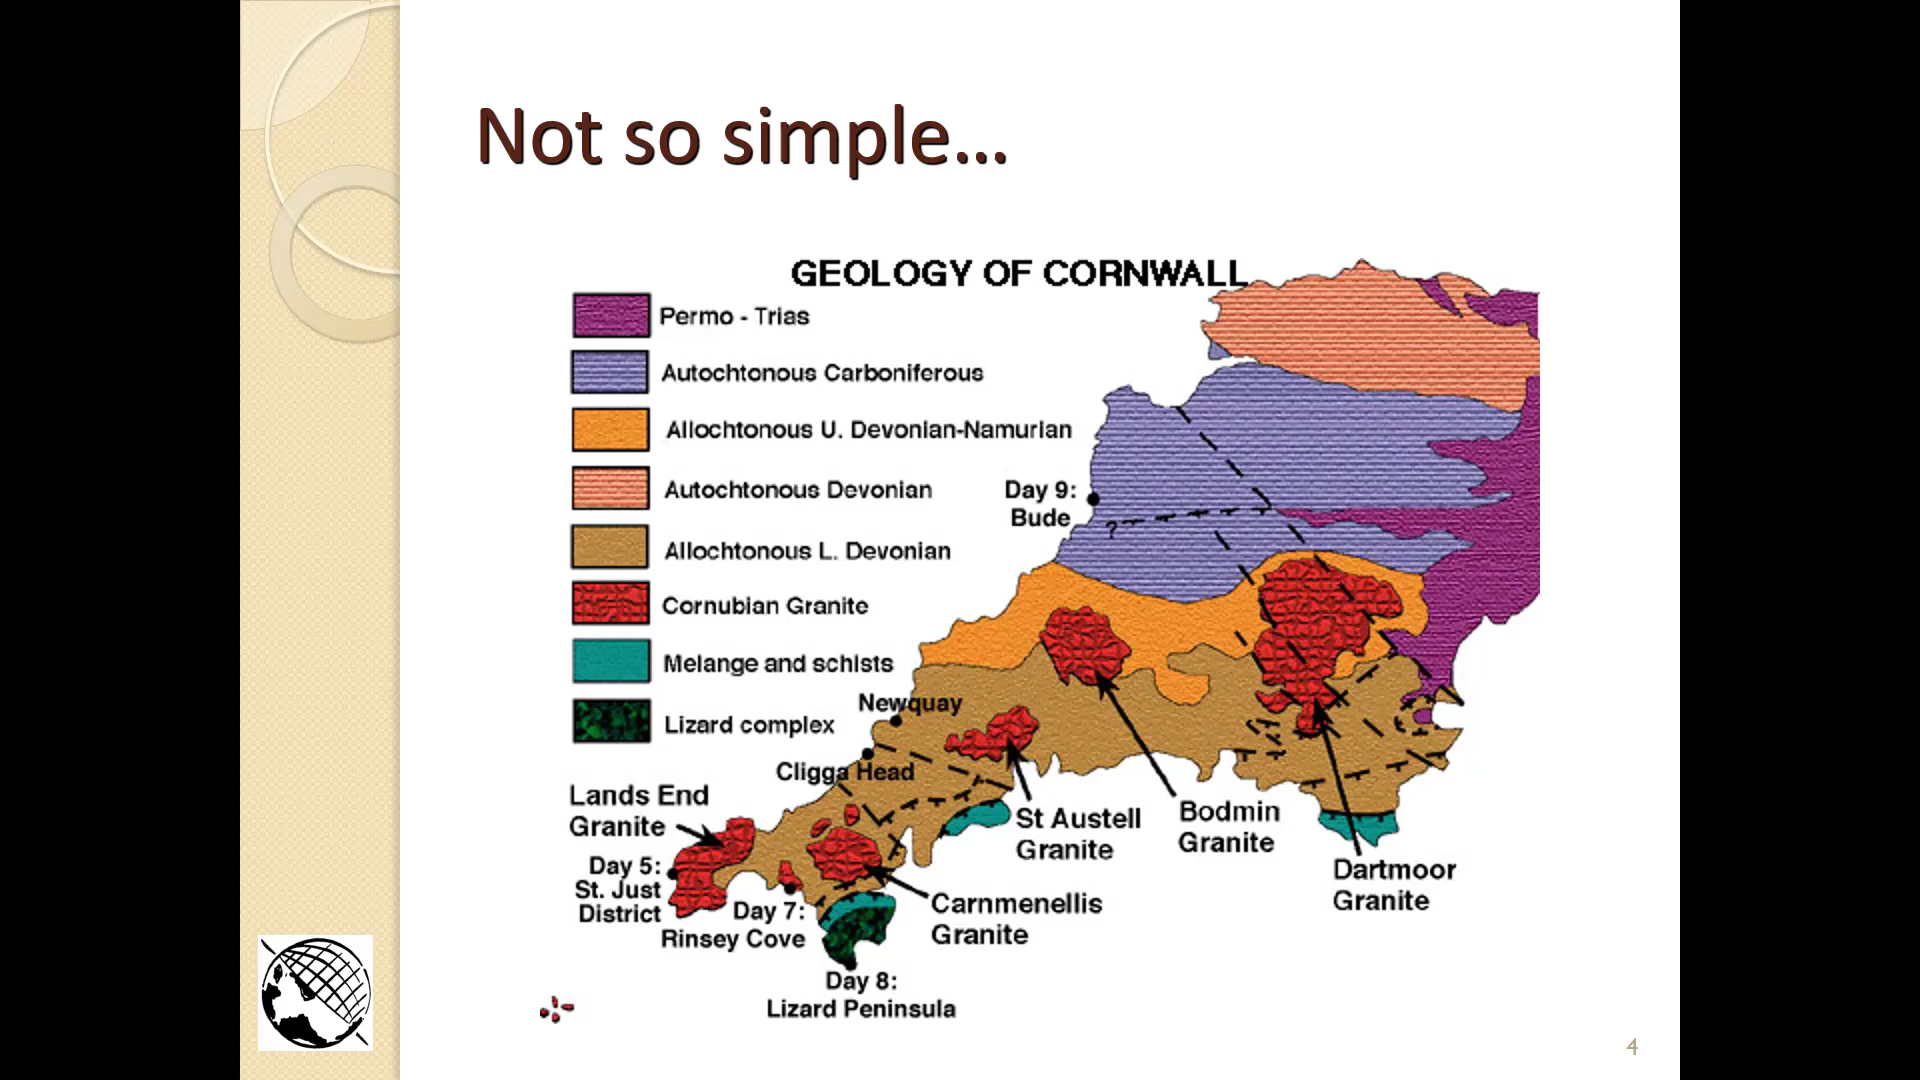 Not so simple...
GEOLOGY OF CORNWALL
Permo - Trias
Autochtonous Carboniferous
Allochtonous U. Devonian-Namurian
Autochtonous Devonian
Allochtonous L. Devonian
Cornubian Granite
Melange and schists
Lizard complex
Day 9:
Bude
?
Newquay
Cligga Head
Lands End
Granite
Day 5:
St. Just
District
Day 7:
Rinsey Cove
Day 8:
Lizard Peninsula
Carnmenellis
Granite
St Austell
Granite
Bodmin
Granite
Dartmoor
Granite
4